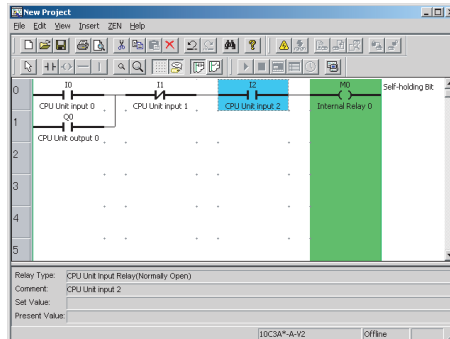 New Project
File Edit View Insert ZEN Help
0 I0 I1 I2 M0 Self-holding Bit
CPU Unit input 0 CPU Unit input 1 CPU Unit input 2 Internal Relay 0
1 Q0
CPU Unit output 0
2
3
4
5
Relay Type: CPU Unit Input Relay(Normally Open)
Comment: CPU Unit input 2
Set Value:
Present Value:
10C3A*-A-V2 Offline